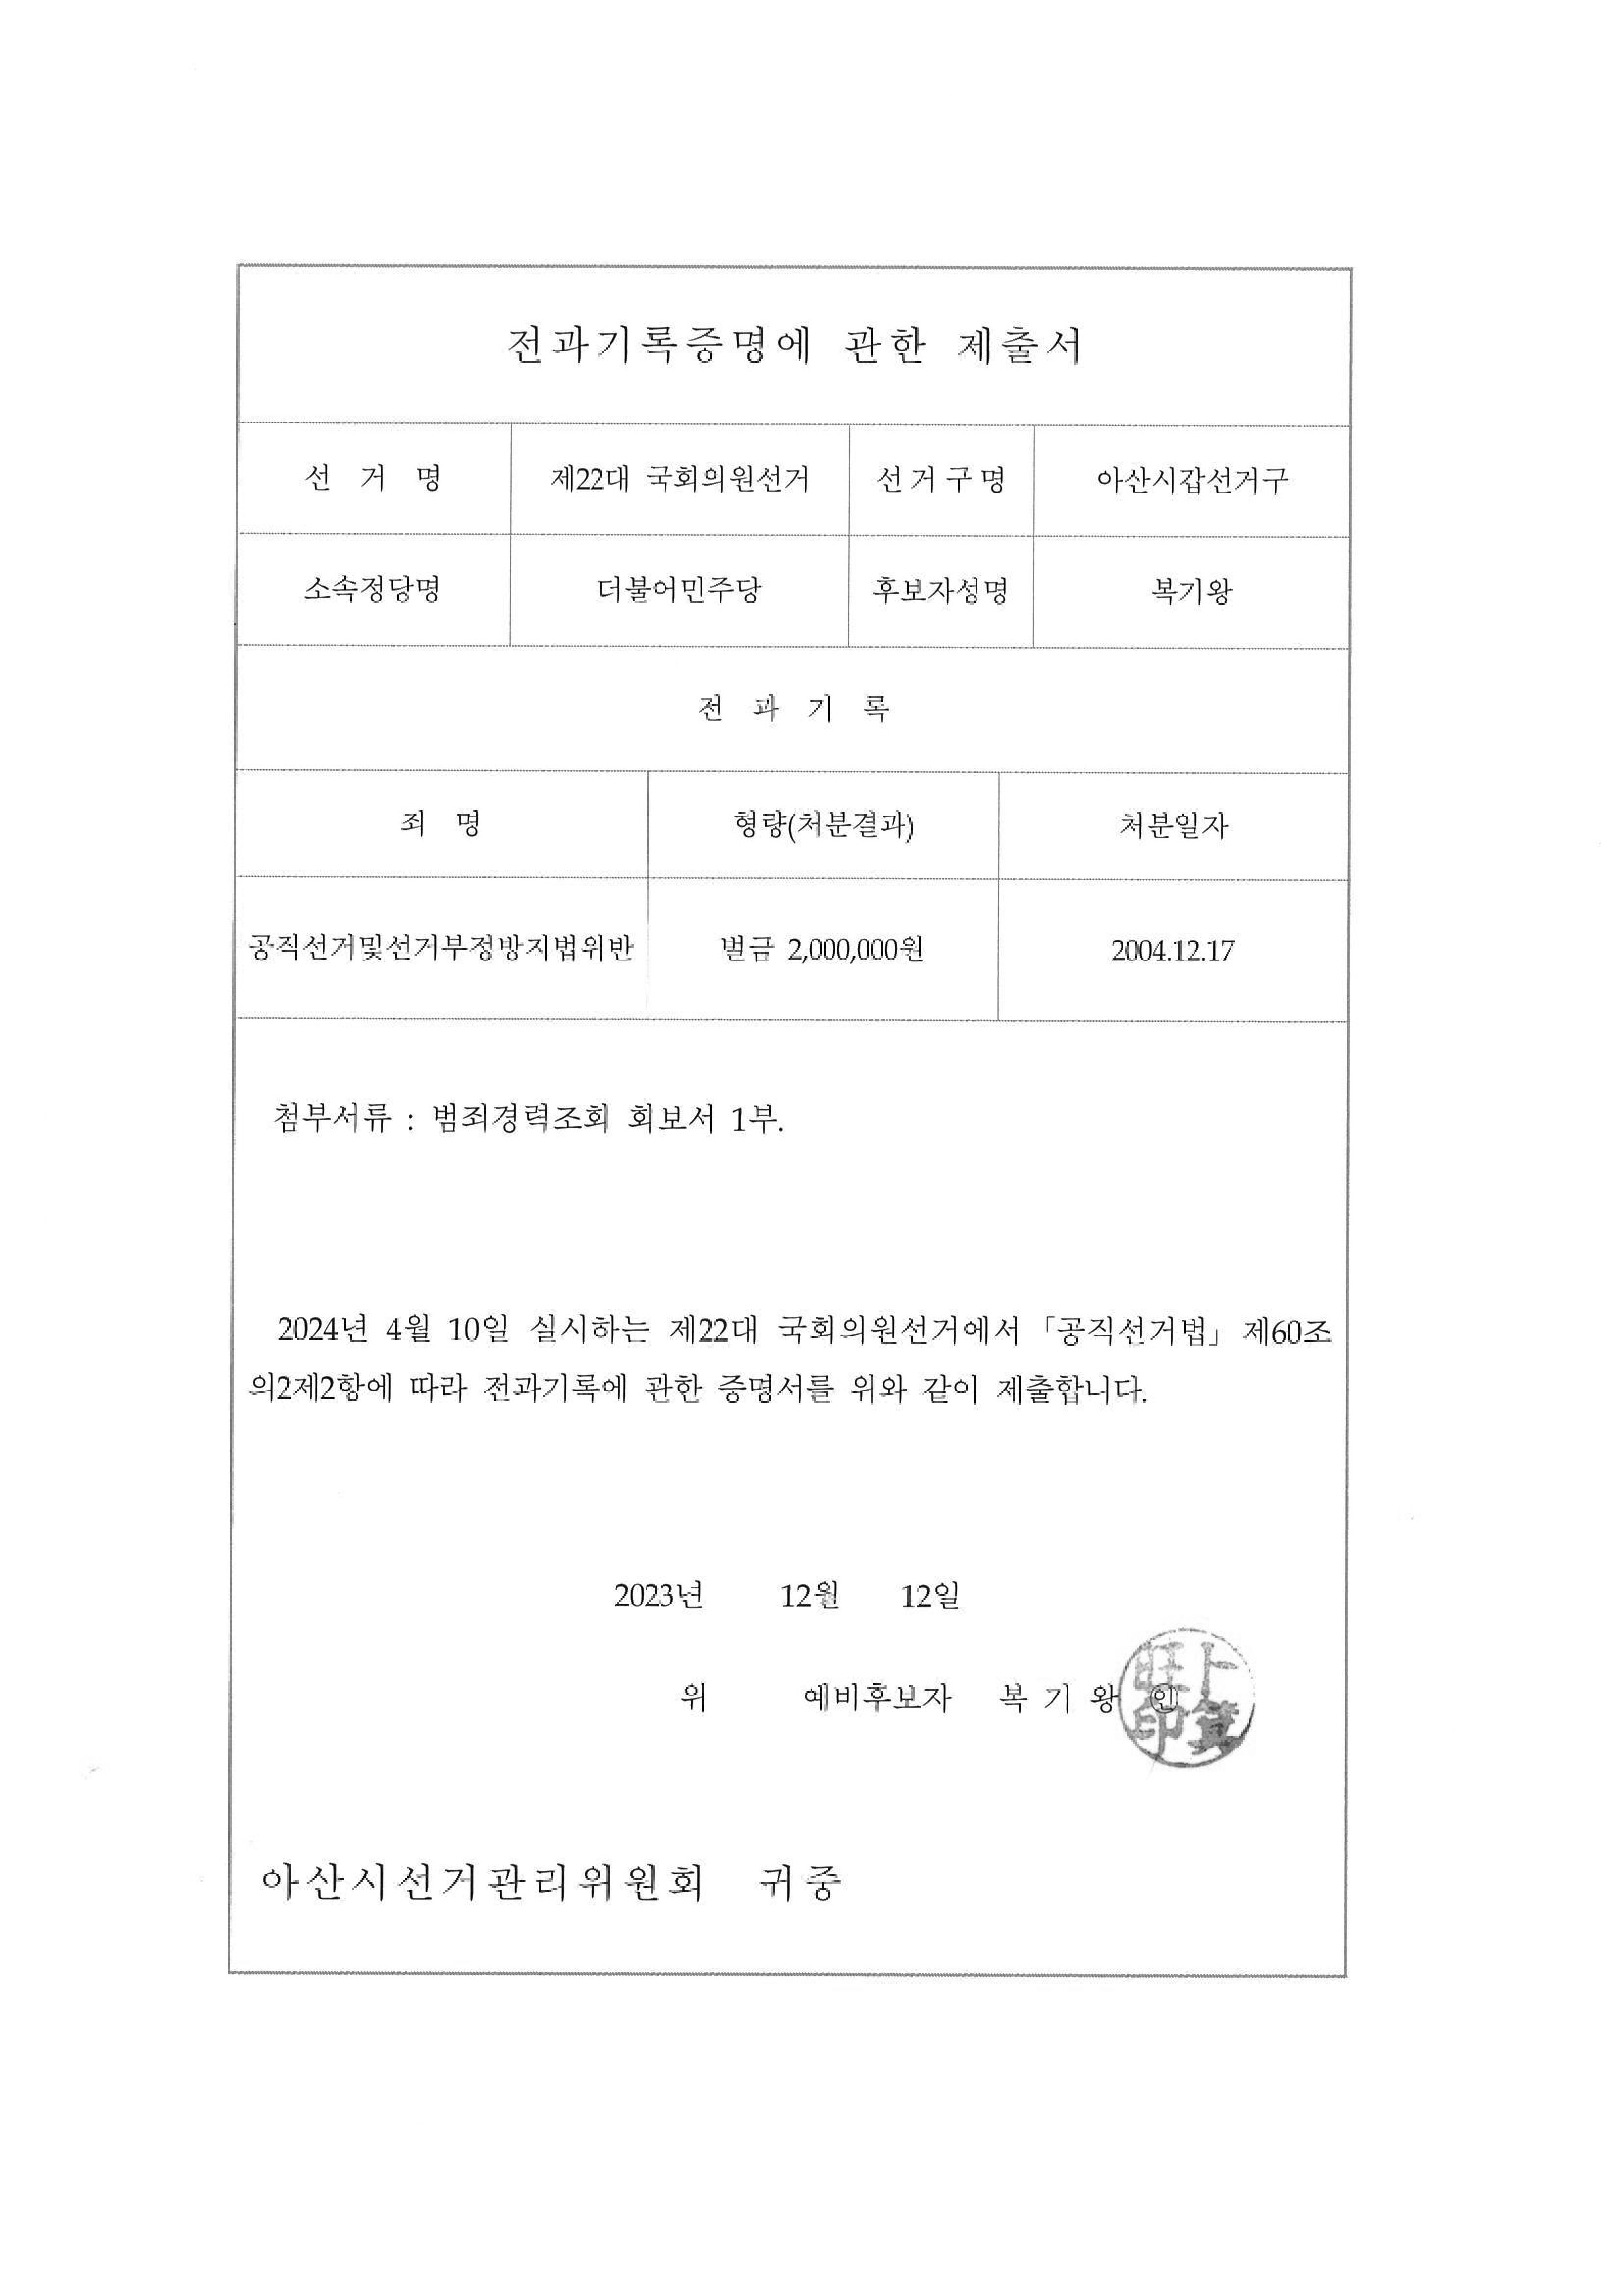 전과기록증명에 관한 제출서
선 거 명 제22대 국회의원선거 선거구명 아산시갑선거구
소속정당명 더불어민주당 후보자성명 복기왕
전 과 기 록
죄 명 형량(처분결과) 처분일자
공직선거및선거부정방지법위반 벌금 2,000,000원 2004.12.17
첨부서류 : 범죄경력조회 회보서 1부.
2024년 4월 10일 실시하는 제22대 국회의원선거에서 「공직선거법」 제60조
의2제2항에 따라 전과기록에 관한 증명서를 위와 같이 제출합니다.
2023년 12월 12일
위 예비후보자 복 기 왕 ㊞
卜箕旺印
아산시선거관리위원회 귀중